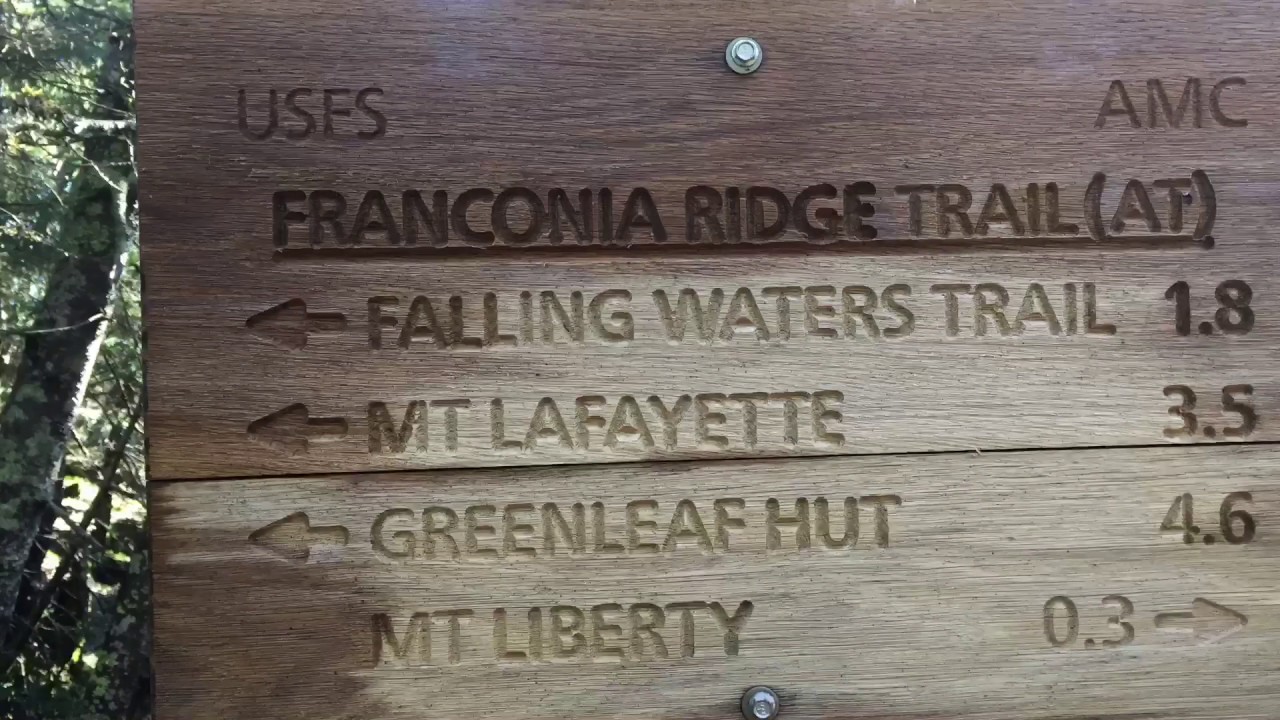 USFS AMC
FRANCONIA RIDGE TRAIL (AT)
← FALLING WATERS TRAIL 1.8
← MT LAFAYETTE 3.5
← GREENLEAF HUT 4.6
MT LIBERTY 0.3 →